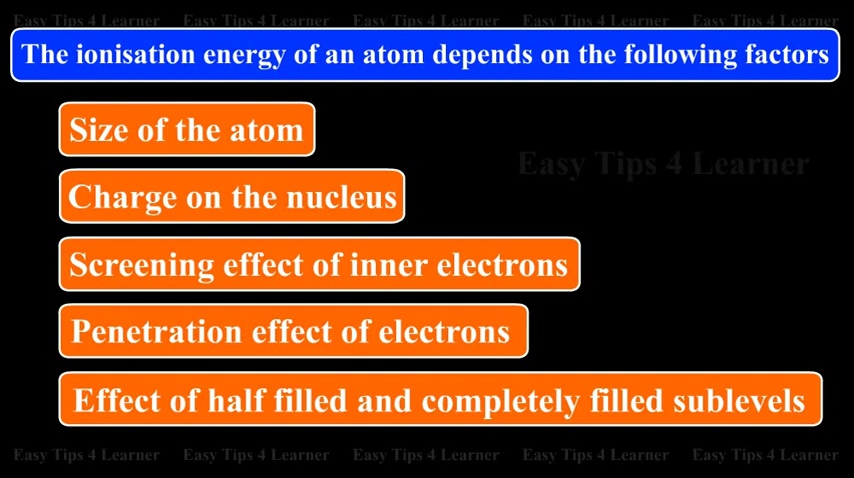 Easy Tips 4 Learner Easy Tips 4 Learner Easy Tips 4 Learner Easy Tips 4 Learner Easy Tips 4 Learner
The ionisation energy of an atom depends on the following factors
Size of the atom
Easy Tips 4 Learner
Charge on the nucleus
Screening effect of inner electrons
Penetration effect of electrons
Effect of half filled and completely filled sublevels
Easy Tips 4 Learner Easy Tips 4 Learner Easy Tips 4 Learner Easy Tips 4 Learner Easy Tips 4 Learner